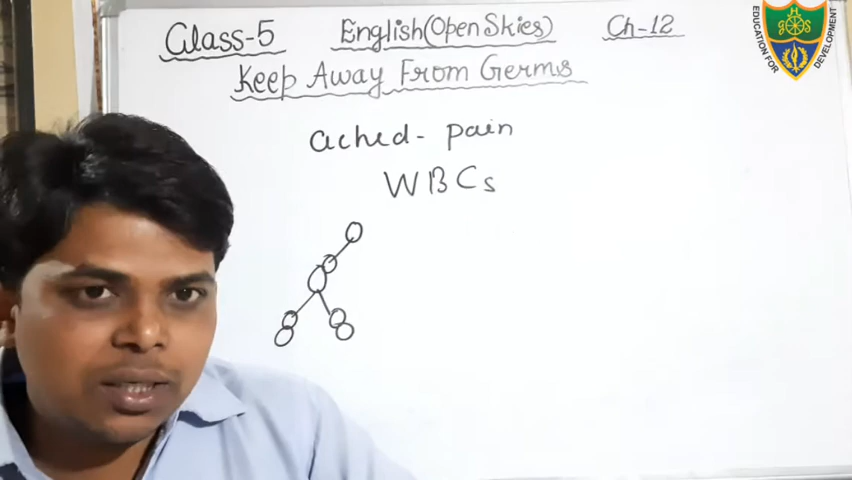 Class-5 English(Open Skies) Ch-12
Keep Away From Germs
ached- pain
WBCs
EDUCATION FOR DEVELOPMENT